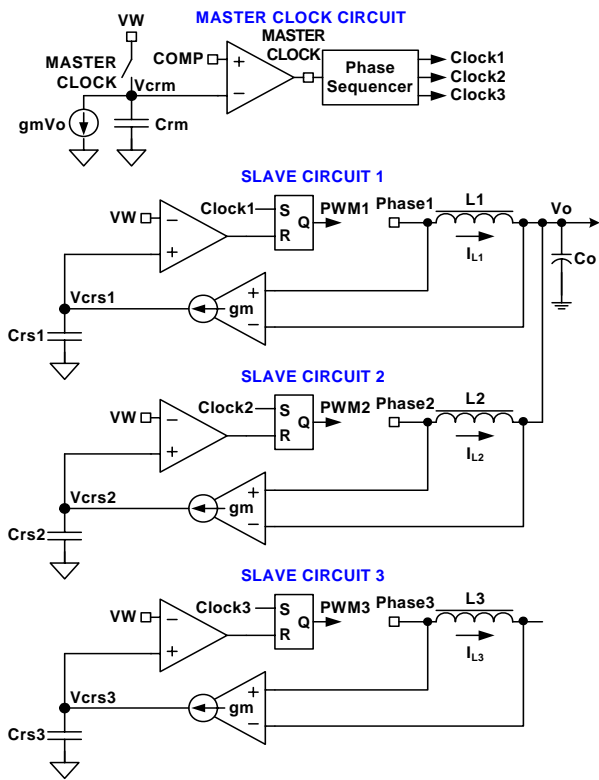 MASTER CLOCK CIRCUIT
VW
MASTER
CLOCK
COMP
MASTER
CLOCK
Vcrm
gmVo
Crm
+
−
Phase
Sequencer
Clock1
Clock2
Clock3
SLAVE CIRCUIT 1
VW
−
+
Clock1
S
R
Q
PWM1
Phase1
L1
IL1
Vo
Co
Vcrs1
Crs1
gm
+
−
SLAVE CIRCUIT 2
VW
−
+
Clock2
S
R
Q
PWM2
Phase2
L2
IL2
Vcrs2
Crs2
gm
+
−
SLAVE CIRCUIT 3
VW
−
+
Clock3
S
R
Q
PWM3
Phase3
L3
IL3
Vcrs3
Crs3
gm
+
−